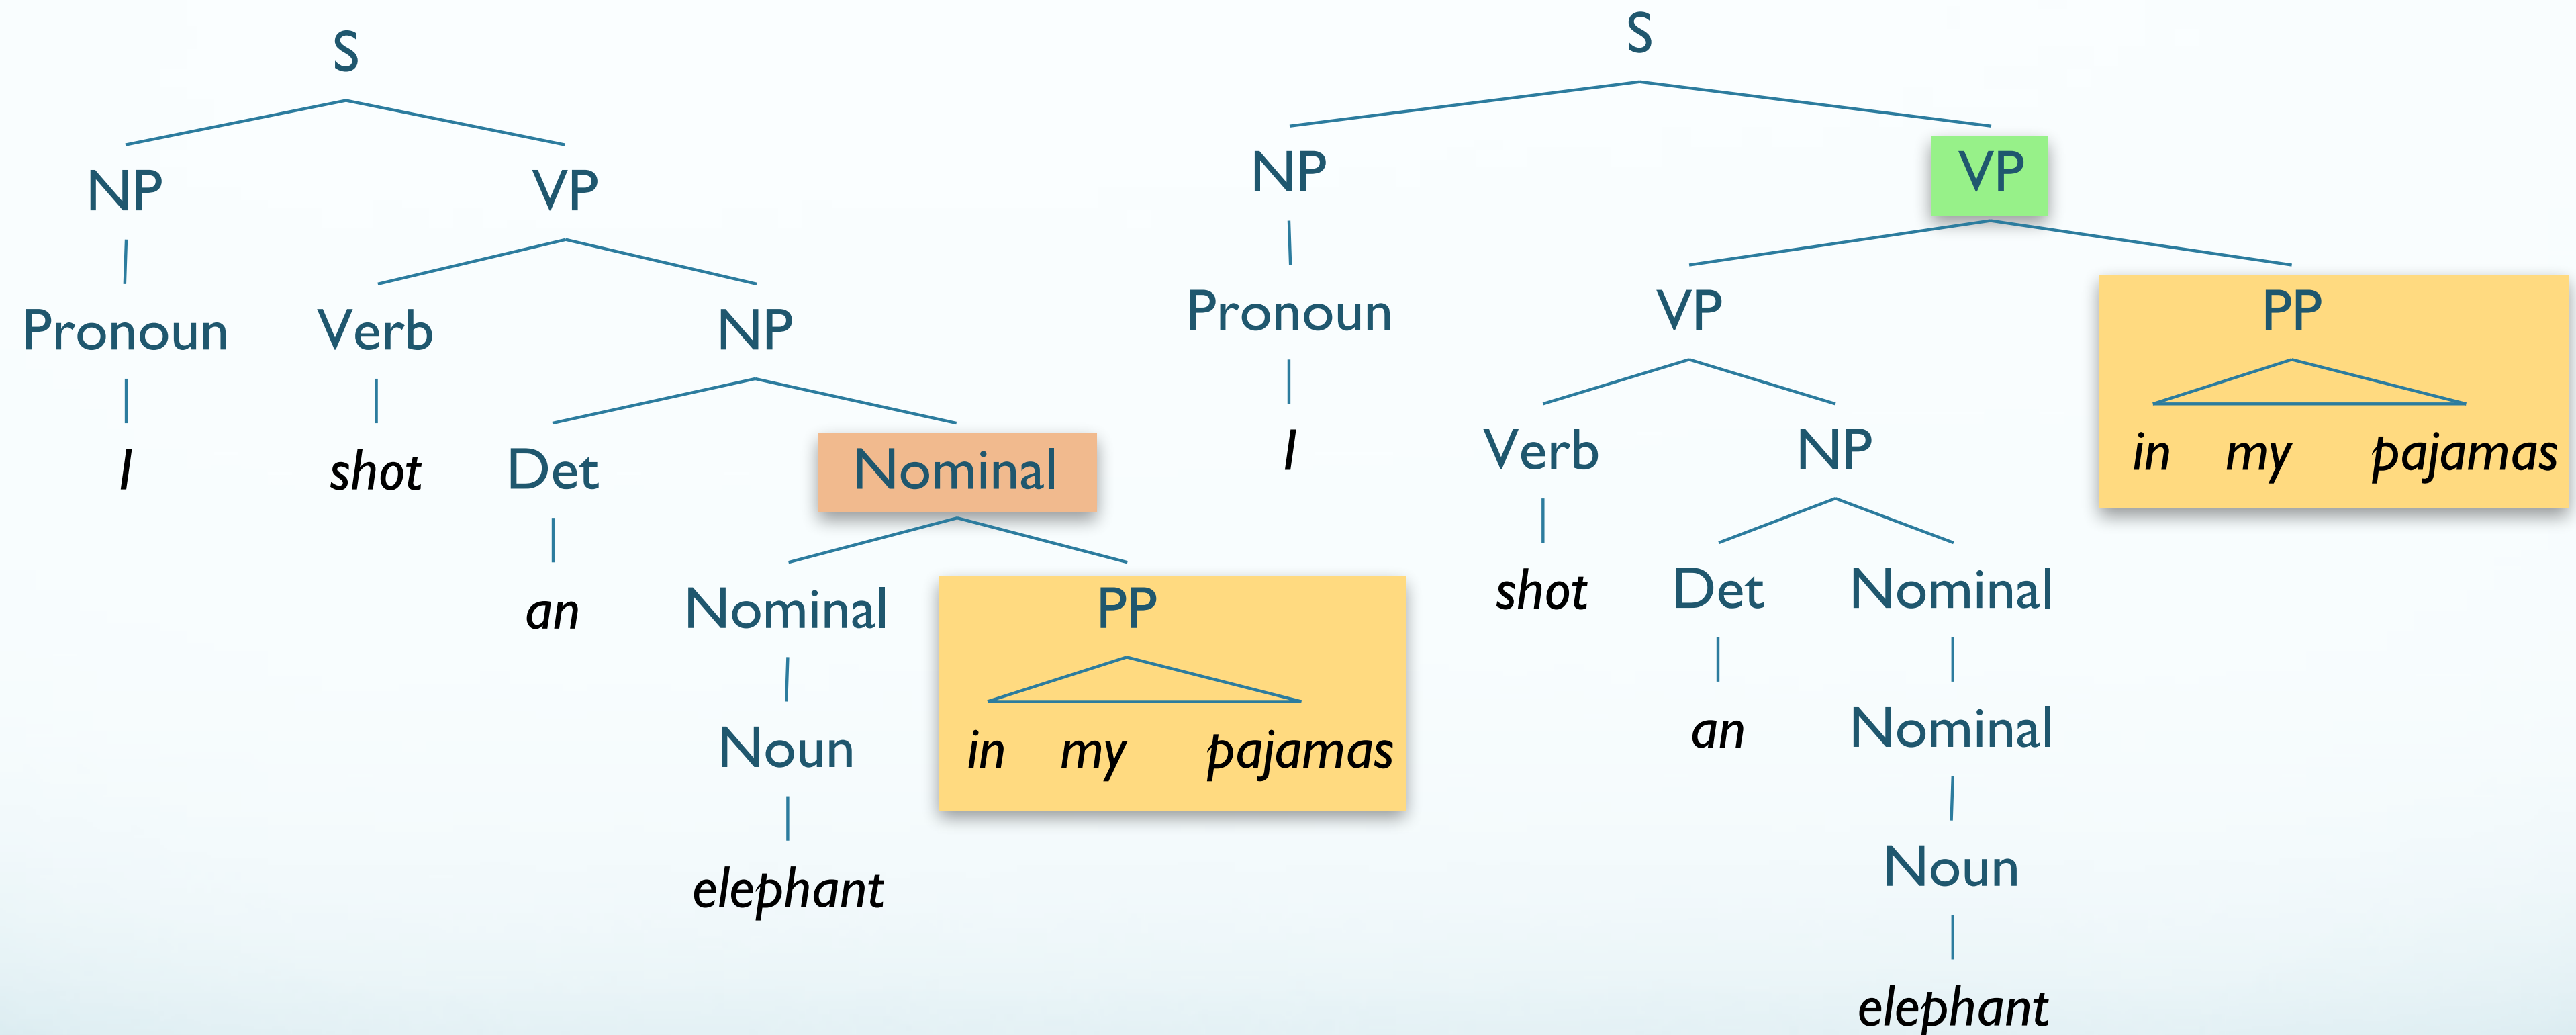 S
NP VP
Pronoun Verb NP
I shot Det Nominal
an Nominal PP
Noun in my pajamas
elephant
S
NP VP
Pronoun VP PP
I Verb NP in my pajamas
shot Det Nominal
an Nominal
Noun
elephant